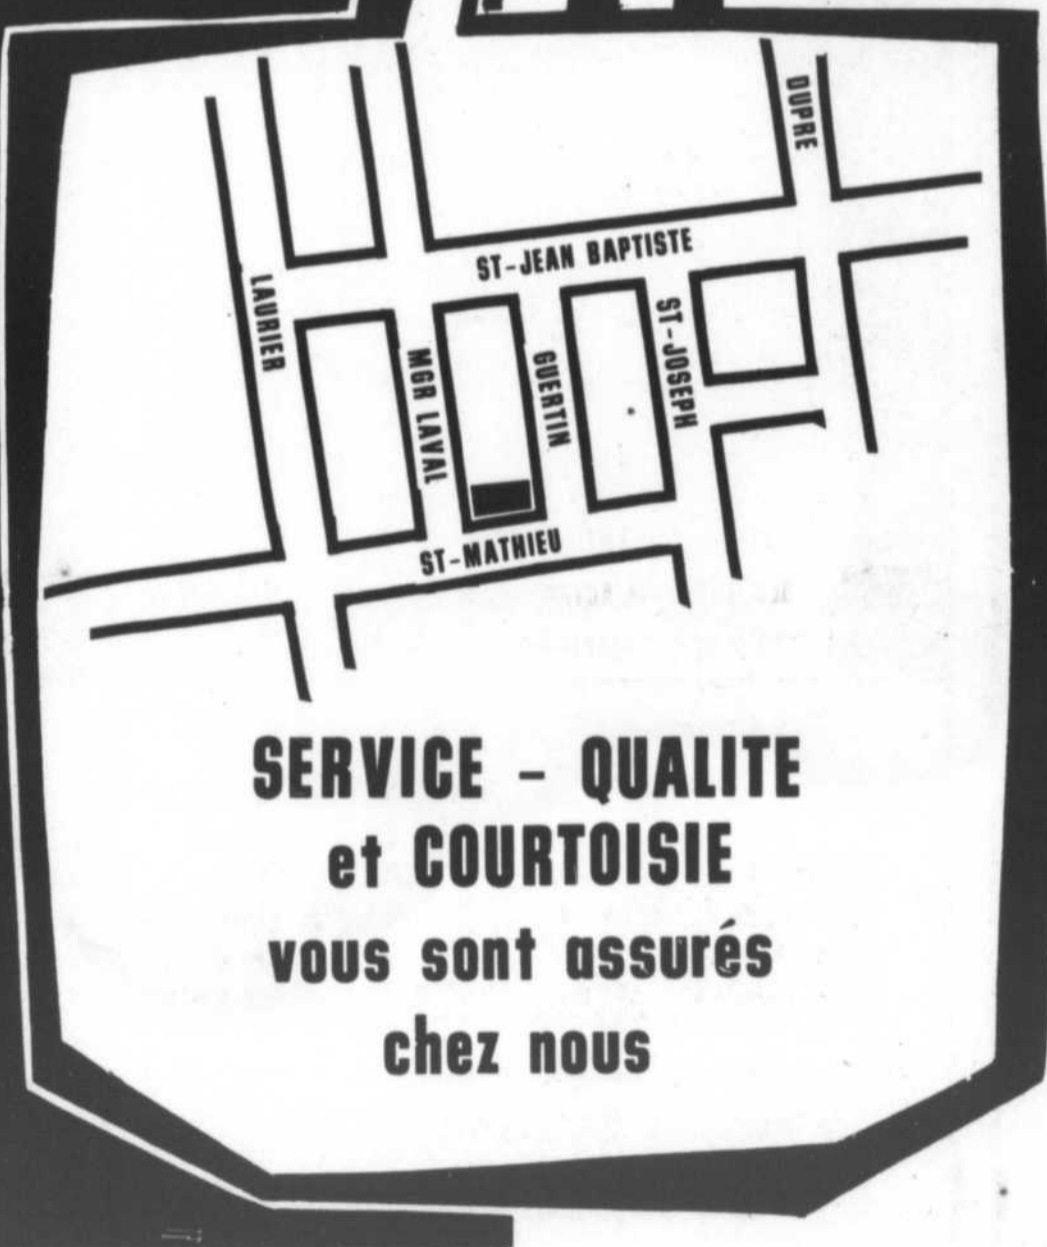 DUPRE
ST-JEAN BAPTISTE
LAURIER
MGR LAVAL
GUERTIN
ST-JOSEPH
ST-MATHIEU
SERVICE - QUALITE
et COURTOISIE
vous sont assurés
chez nous